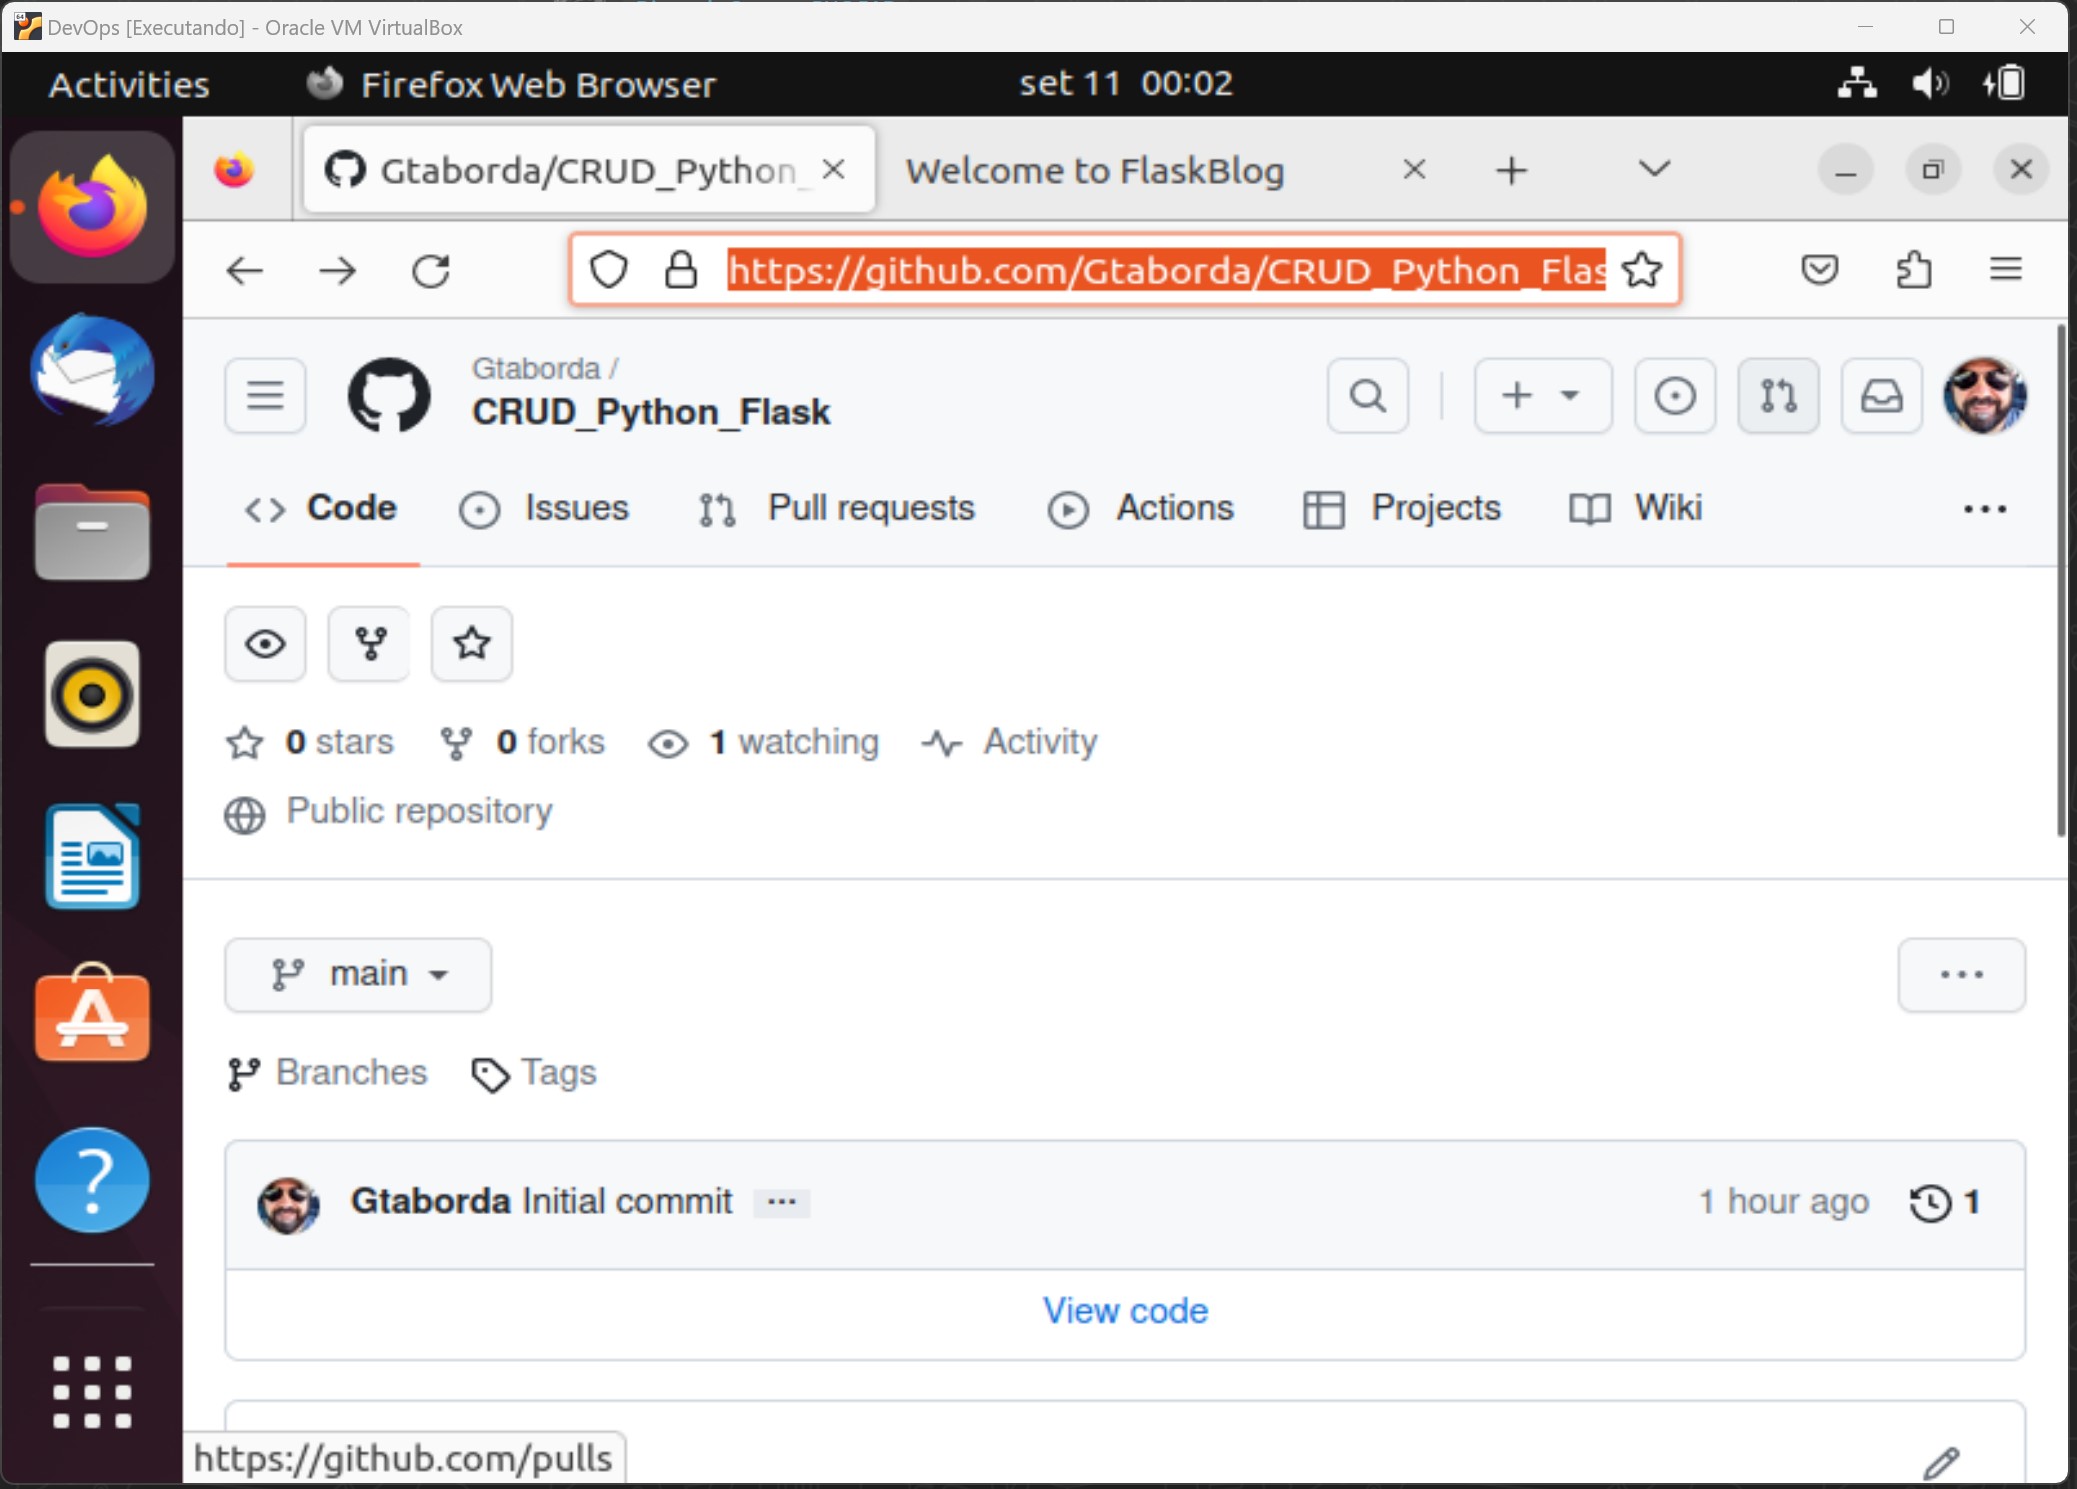 DevOps [Executando] - Oracle VM VirtualBox
Activities Firefox Web Browser set 11 00:02
Gtaborda/CRUD_Python_ Welcome to FlaskBlog
https://github.com/Gtaborda/CRUD_Python_Flas
Gtaborda /
CRUD_Python_Flask
Code Issues Pull requests Actions Projects Wiki
0 stars 0 forks 1 watching Activity
Public repository
main
Branches Tags
Gtaborda Initial commit 1 hour ago 1
View code
https://github.com/pulls